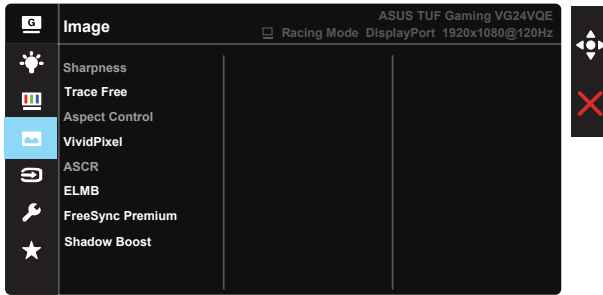 G
Image
ASUS TUF Gaming VG24VQE
Racing Mode DisplayPort 1920x1080@120Hz
Sharpness
Trace Free
Aspect Control
VividPixel
ASCR
ELMB
FreeSync Premium
Shadow Boost